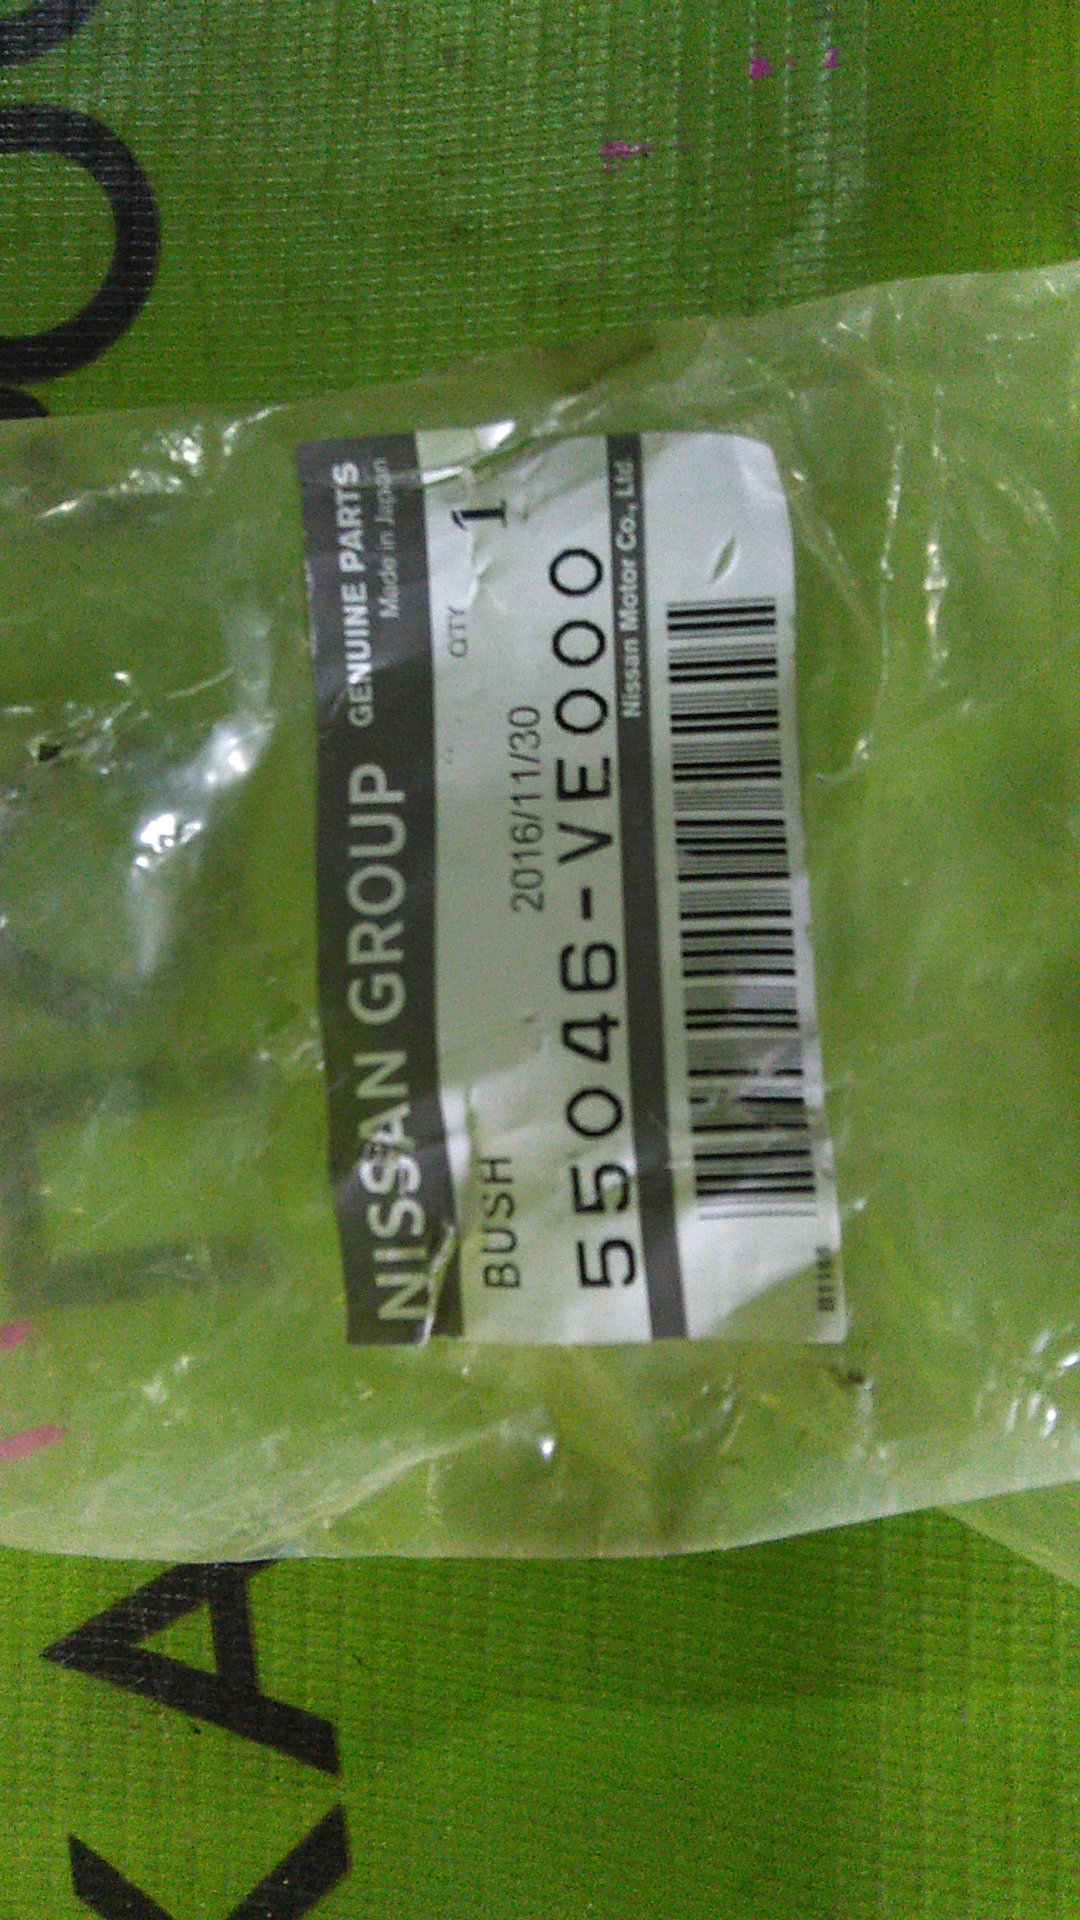 NISSAN GROUP GENUINE PARTS
Made in Japan
QTY 1
BUSH
2016/11/30
55046-VE000
Nissan Motor Co., Ltd.
KA